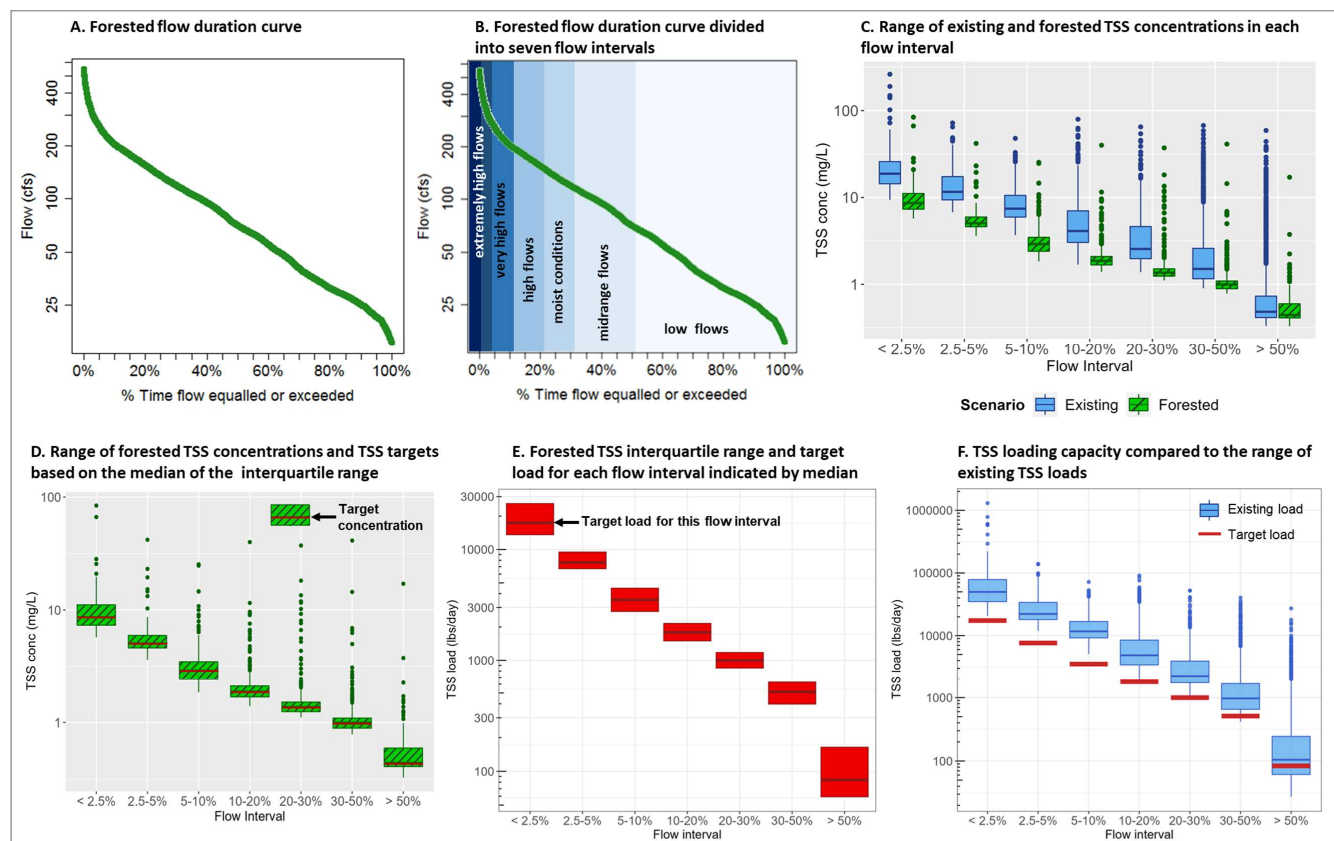 A. Forested flow duration curve
Flow (cfs)
400
200
100
50
25
0%
20%
40%
60%
80%
100%
% Time flow equalled or exceeded
B. Forested flow duration curve divided
into seven flow intervals
Flow (cfs)
400
200
100
50
25
extremely high flows
very high flows
high flows
moist conditions
midrange flows
low flows
0%
20%
40%
60%
80%
100%
% Time flow equalled or exceeded
C. Range of existing and forested TSS concentrations in each
flow interval
TSS conc (mg/L)
100
10
1
< 2.5%
2.5-5%
5-10%
10-20%
20-30%
30-50%
> 50%
Flow Interval
Scenario Existing Forested
D. Range of forested TSS concentrations and TSS targets
based on the median of the interquartile range
TSS conc (mg/L)
100
10
1
Target
concentration
< 2.5%
2.5-5%
5-10%
10-20%
20-30%
30-50%
> 50%
Flow Interval
E. Forested TSS interquartile range and target
load for each flow interval indicated by median
TSS load (lbs/day)
30000
10000
3000
1000
300
100
Target load for this flow interval
< 2.5%
2.5-5%
5-10%
10-20%
20-30%
30-50%
> 50%
Flow interval
F. TSS loading capacity compared to the range of
existing TSS loads
TSS load (lbs/day)
1000000
100000
10000
1000
100
Existing load
Target load
< 2.5%
2.5-5%
5-10%
10-20%
20-30%
30-50%
> 50%
Flow interval